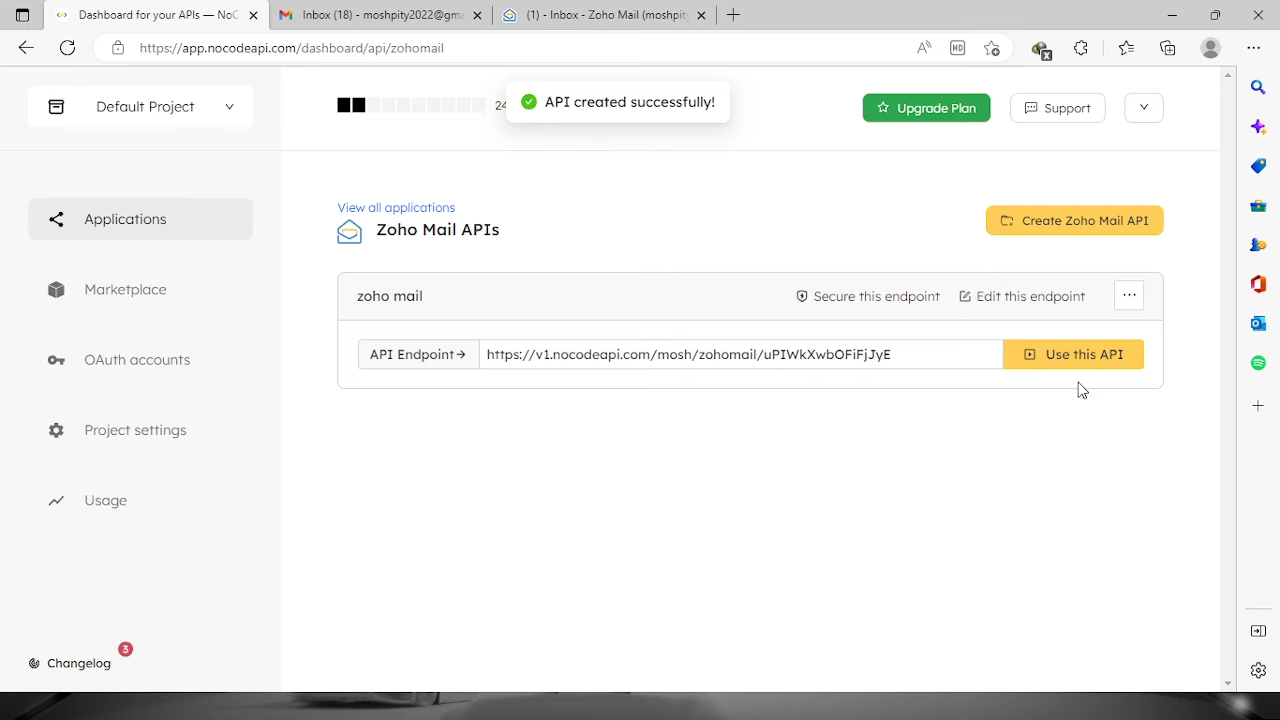 Dashboard for your APIs — NoC
Inbox (18) - moshpity2022@gma
(1) - Inbox - Zoho Mail (moshpity
https://app.nocodeapi.com/dashboard/api/zohomail
A
HD
X
Default Project
24
API created successfully!
Upgrade Plan
Support
Applications
Marketplace
OAuth accounts
Project settings
Usage
Changelog
3
View all applications
Zoho Mail APIs
Create Zoho Mail API
zoho mail
Secure this endpoint
Edit this endpoint
API Endpoint→
https://v1.nocodeapi.com/mosh/zohomail/uPIWkXwbOFiFjJyE
Use this API